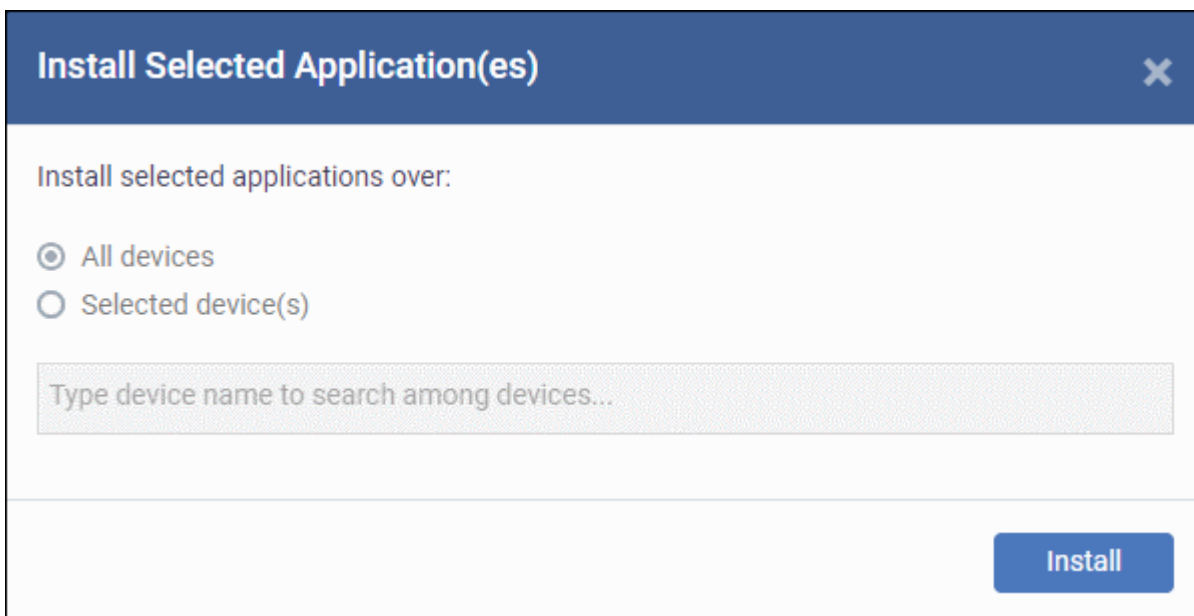 Install Selected Application(es)
Install selected applications over:
All devices
Selected device(s)
Type device name to search among devices...
Install